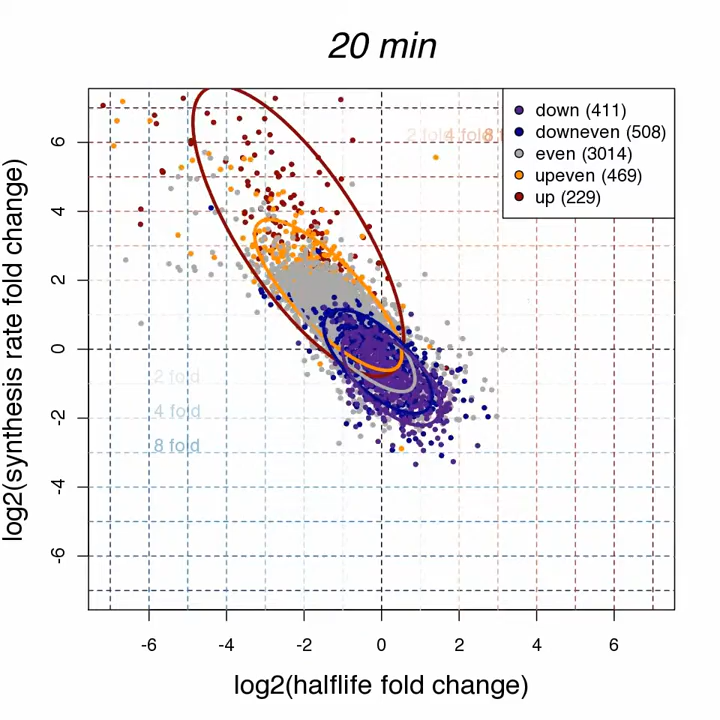 20 min
down (411)
downeven (508)
even (3014)
upeven (469)
up (229)
2 fold
4 fold
8
6
4
2
0
-2
-4
-6
2 fold
4 fold
8 fold
-6
-4
-2
0
2
4
6
log2(synthesis rate fold change)
log2(halflife fold change)